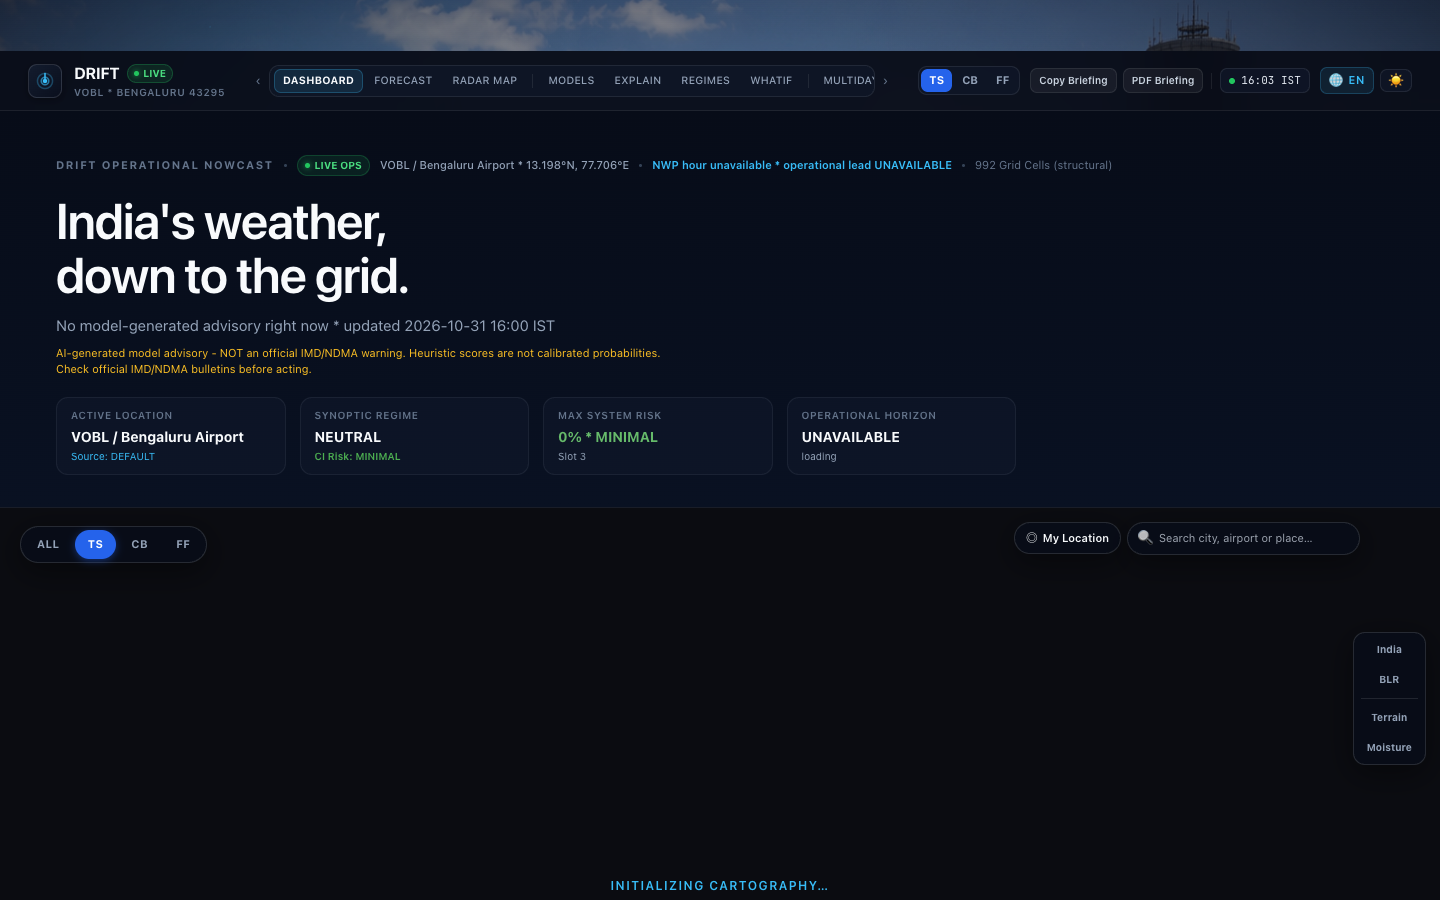 DRIFT
LIVE
VOBL * BENGALURU 43295
‹
DASHBOARD
FORECAST
RADAR MAP
MODELS
EXPLAIN
REGIMES
WHATIF
MULTIDAY
›
TS
CB
FF
Copy Briefing
PDF Briefing
16:03 IST
EN
DRIFT OPERATIONAL NOWCAST • LIVE OPS VOBL / Bengaluru Airport * 13.198°N, 77.706°E • NWP hour unavailable * operational lead UNAVAILABLE • 992 Grid Cells (structural)
India's weather,
down to the grid.
No model-generated advisory right now * updated 2026-10-31 16:00 IST
AI-generated model advisory - NOT an official IMD/NDMA warning. Heuristic scores are not calibrated probabilities.
Check official IMD/NDMA bulletins before acting.
ACTIVE LOCATION
VOBL / Bengaluru Airport
Source: DEFAULT
SYNOPTIC REGIME
NEUTRAL
CI Risk: MINIMAL
MAX SYSTEM RISK
0% * MINIMAL
Slot 3
OPERATIONAL HORIZON
UNAVAILABLE
loading
ALL
TS
CB
FF
My Location
Search city, airport or place...
India
BLR
Terrain
Moisture
INITIALIZING CARTOGRAPHY...